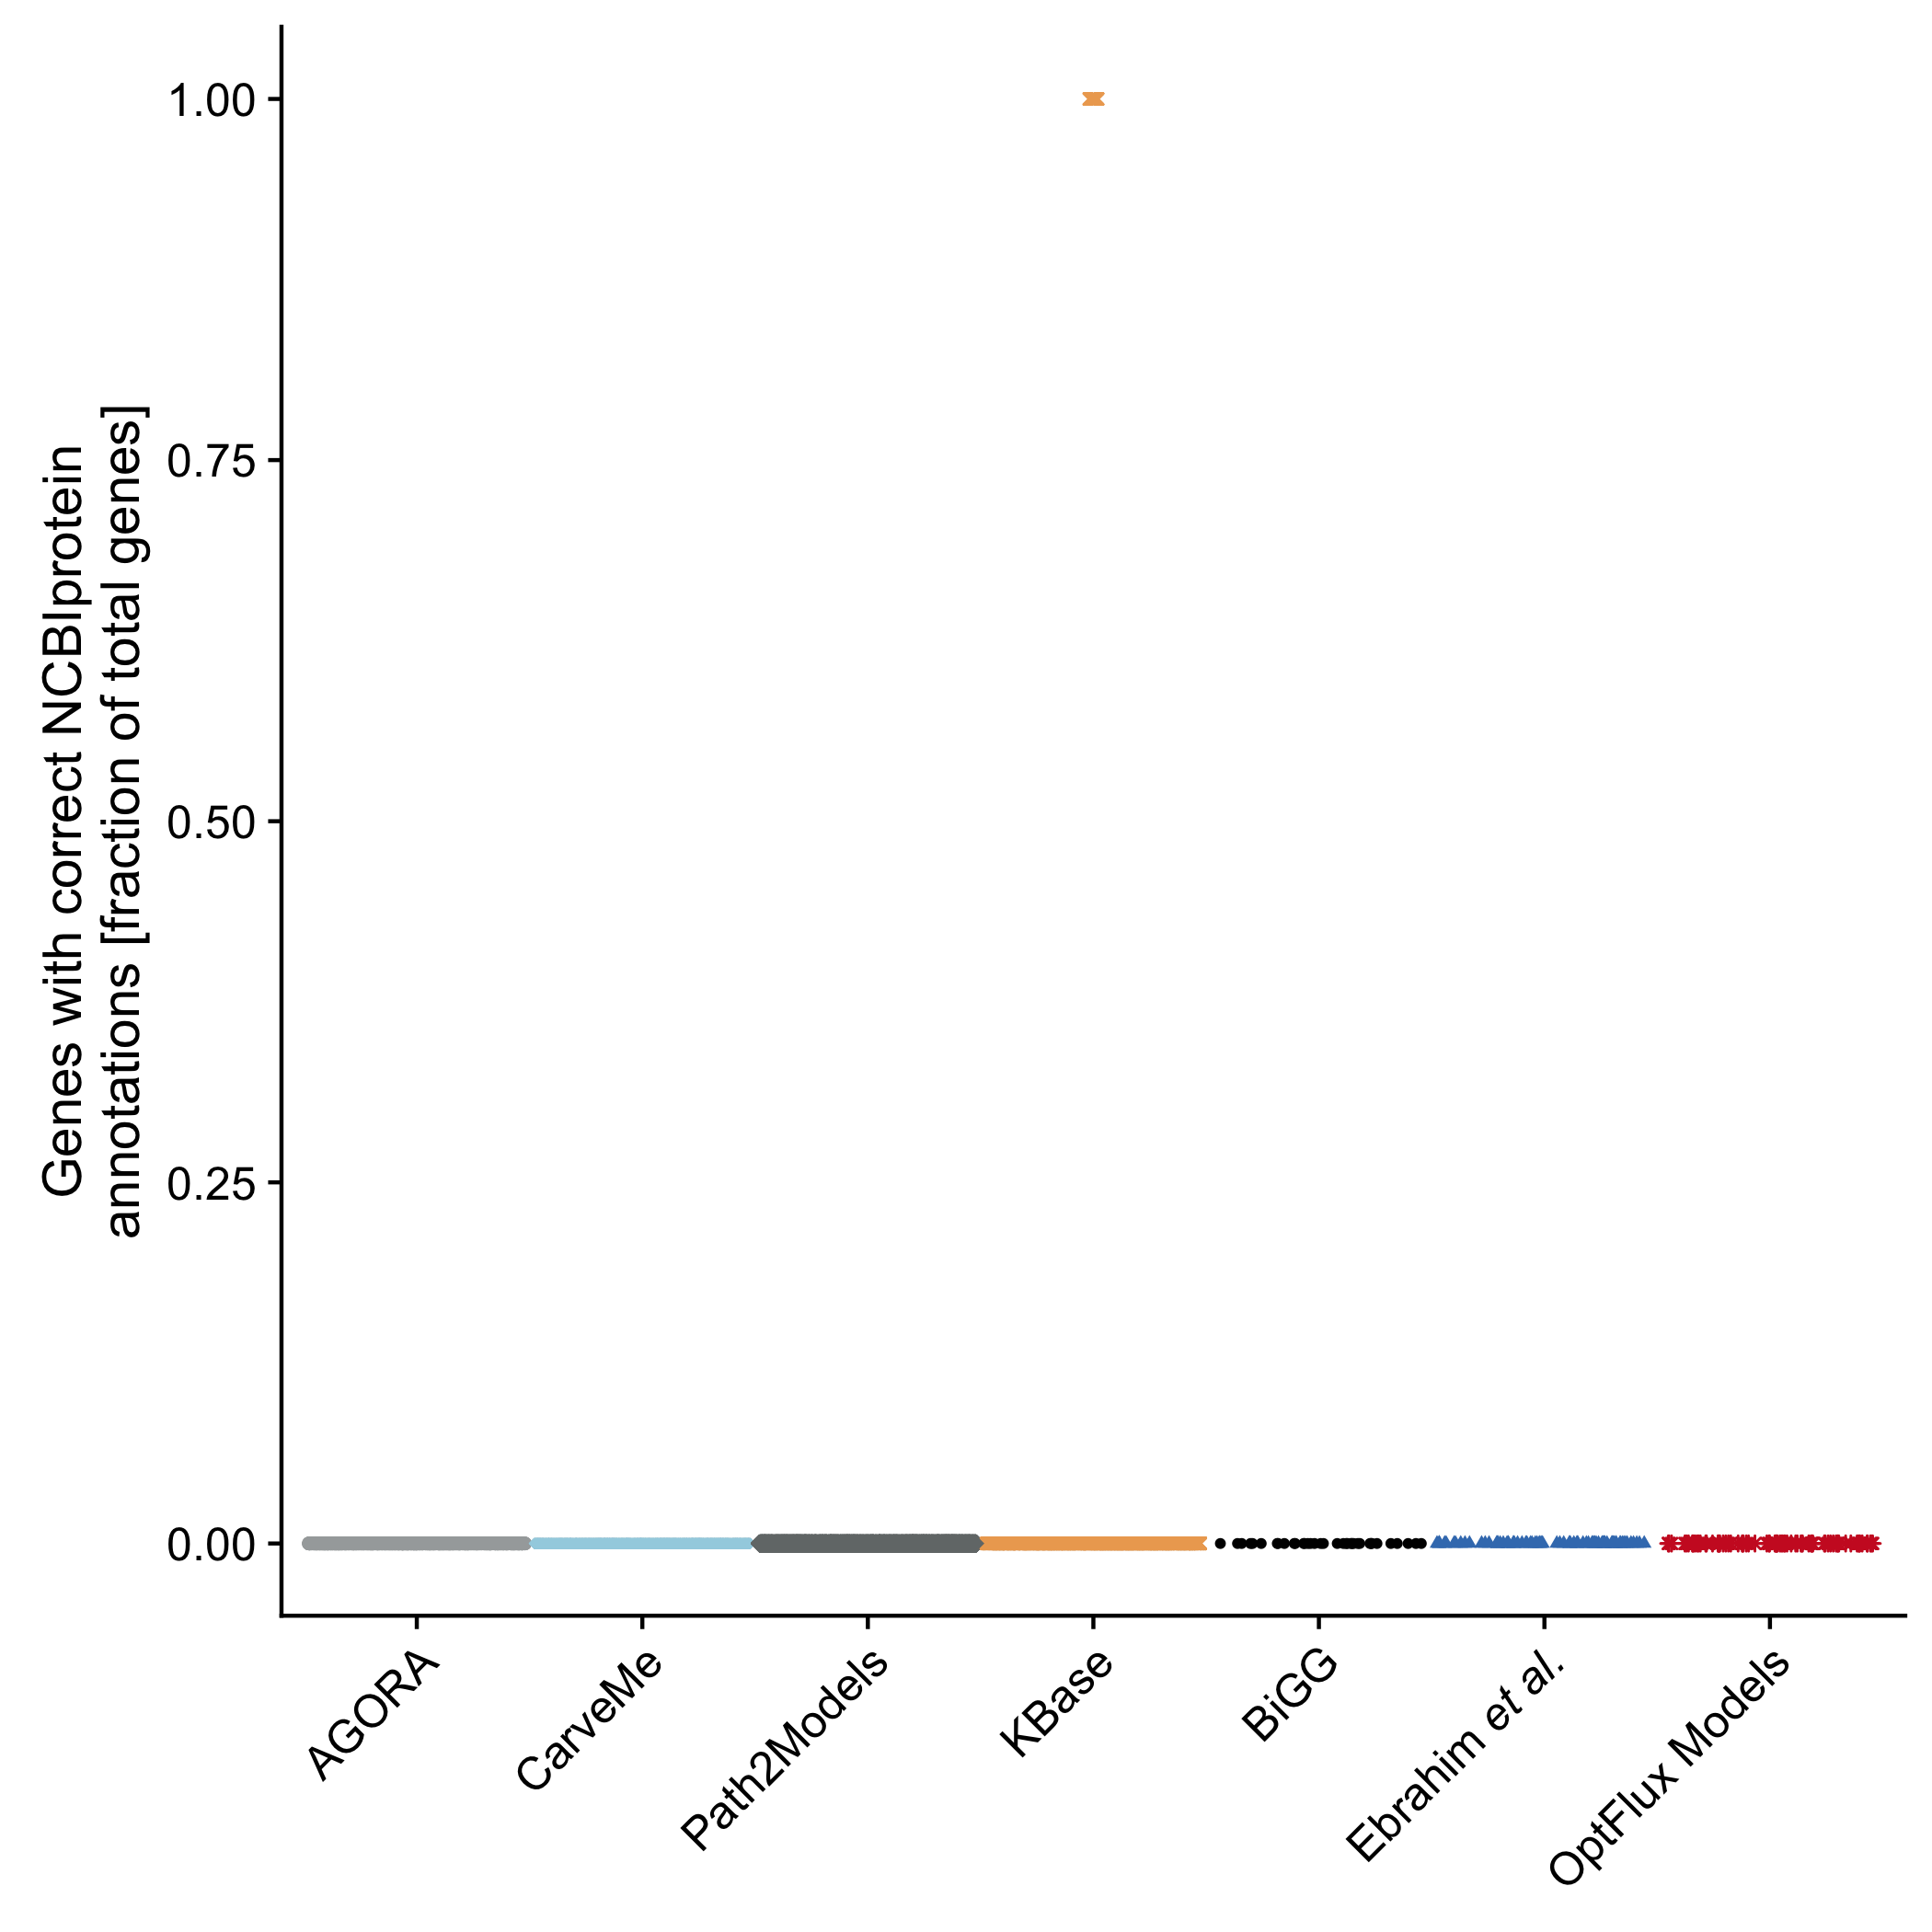 Genes with correct NCBIprotein
annotations [fraction of total genes]
1.00
0.75
0.50
0.25
0.00
AGORA
CarveMe
Path2Models
KBase
BiGG
Ebrahim et al.
OptFlux Models